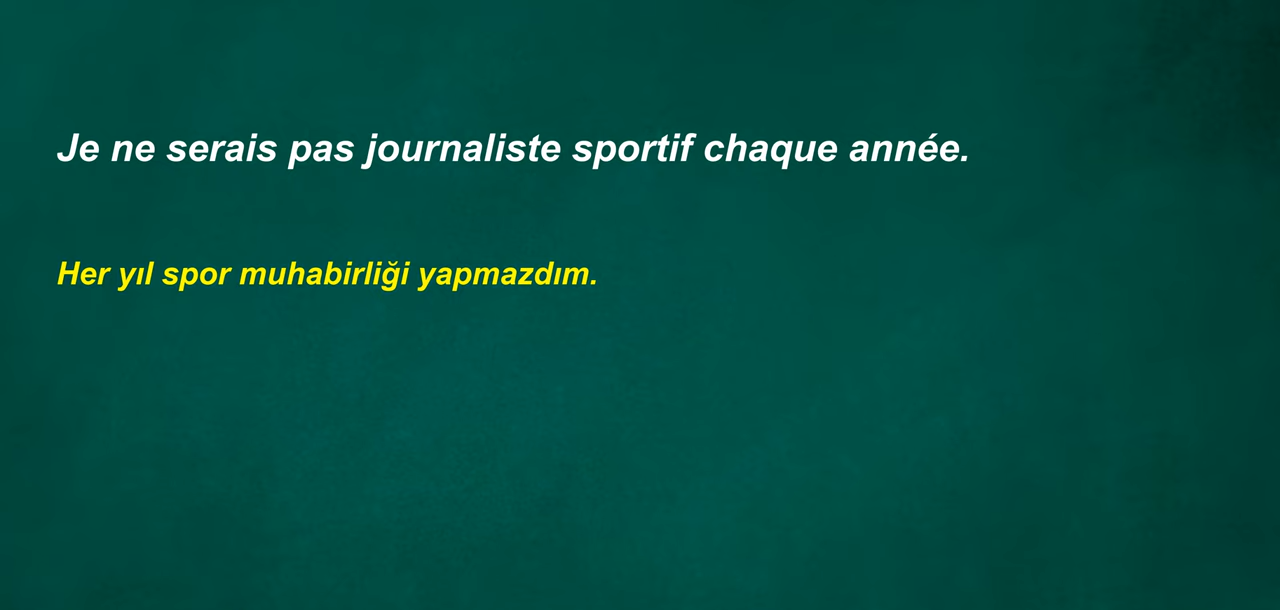 Je ne serais pas journaliste sportif chaque année.
Her yıl spor muhabirliği yapmazdım.